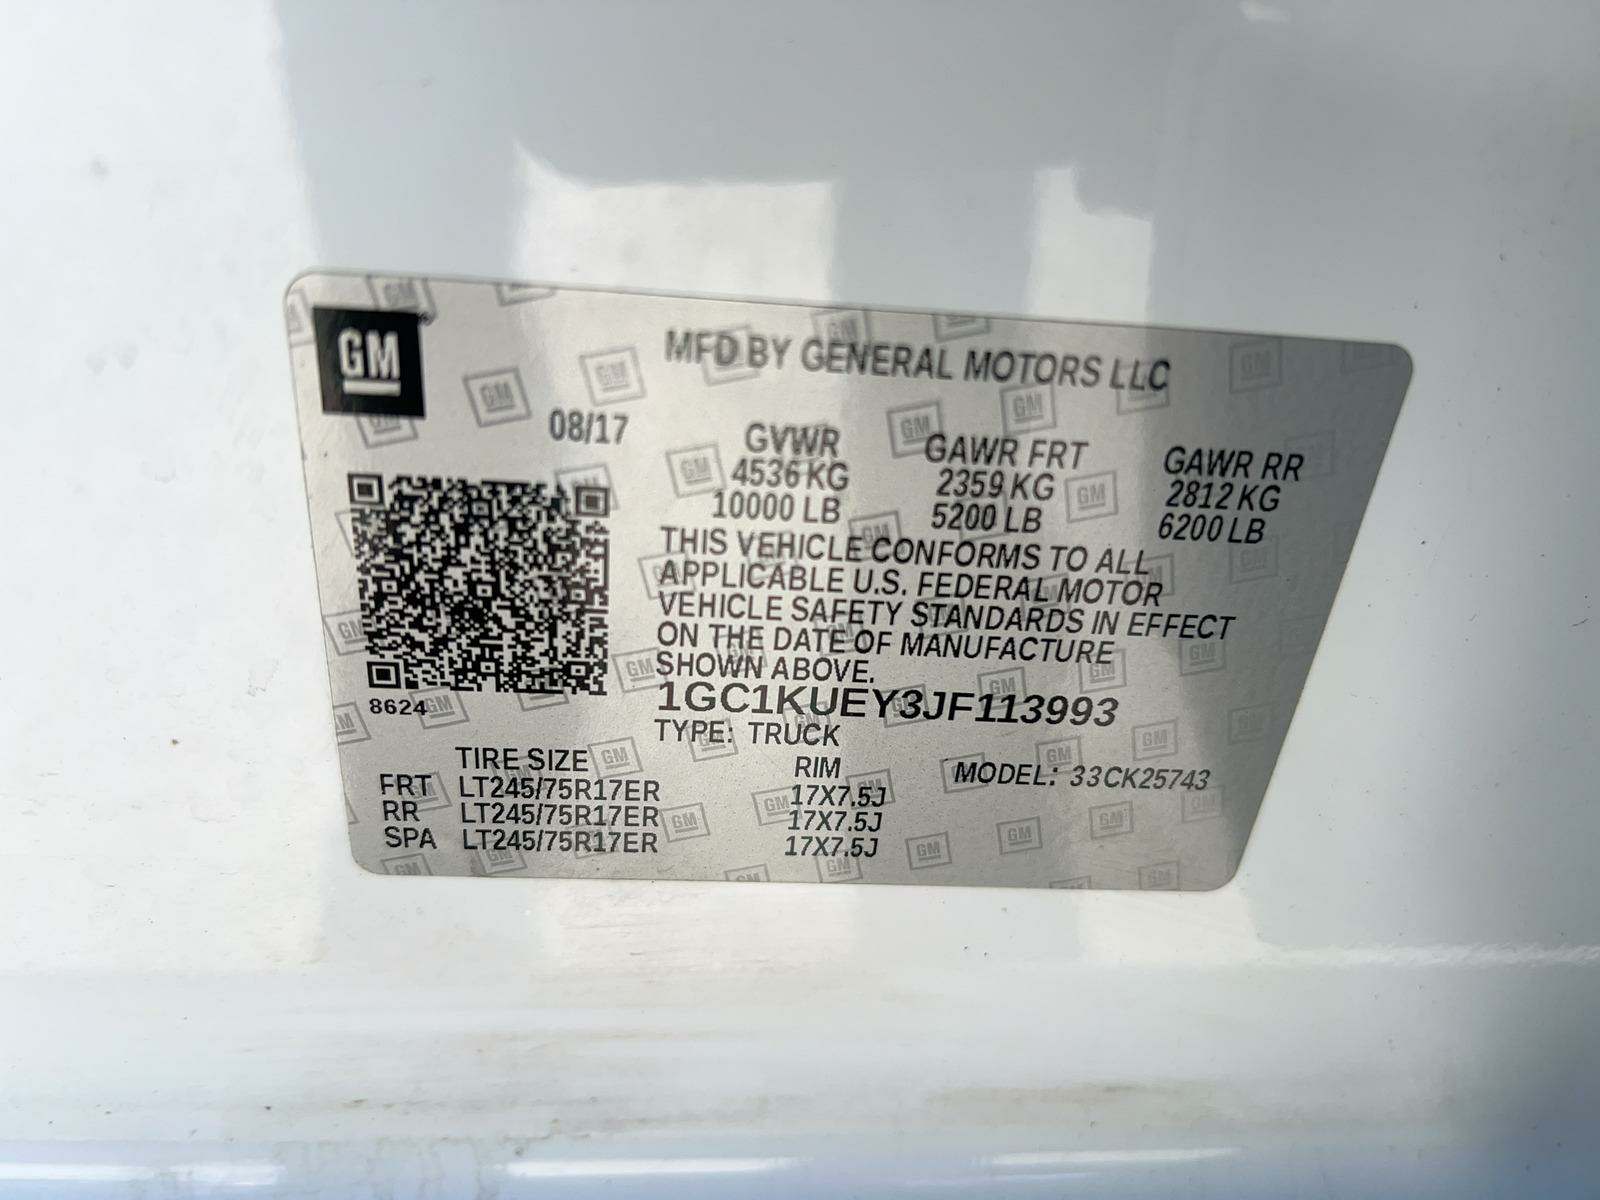 GM
MFD BY GENERAL MOTORS LLC
08/17
GVWR GAWR FRT GAWR RR
4536 KG 2359 KG 2812 KG
10000 LB 5200 LB 6200 LB
THIS VEHICLE CONFORMS TO ALL
APPLICABLE U.S. FEDERAL MOTOR
VEHICLE SAFETY STANDARDS IN EFFECT
ON THE DATE OF MANUFACTURE
SHOWN ABOVE.
8624
1GC1KUEY3JF113993
TYPE: TRUCK
TIRE SIZE RIM MODEL: 33CK25743
FRT LT245/75R17ER 17X7.5J
RR LT245/75R17ER 17X7.5J
SPA LT245/75R17ER 17X7.5J